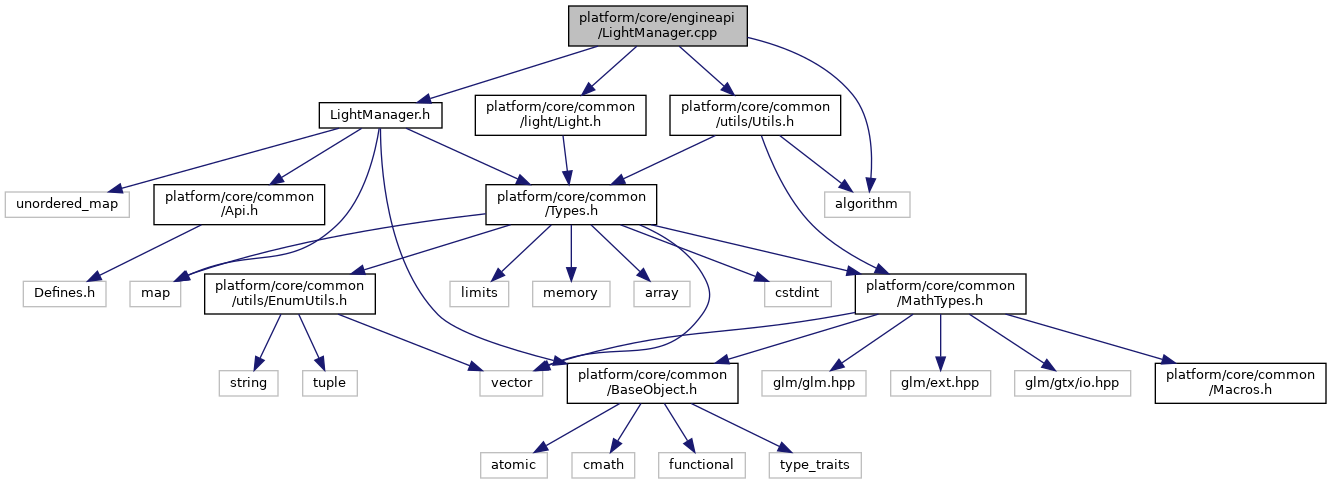 platform/core/engineapi
/LightManager.cpp
LightManager.h
platform/core/common
/light/Light.h
platform/core/common
/utils/Utils.h
unordered_map
platform/core/common
/Api.h
platform/core/common
/Types.h
algorithm
Defines.h
map
platform/core/common
/utils/EnumUtils.h
limits
memory
array
cstdint
platform/core/common
/MathTypes.h
string
tuple
vector
platform/core/common
/BaseObject.h
glm/glm.hpp
glm/ext.hpp
glm/gtx/io.hpp
platform/core/common
/Macros.h
atomic
cmath
functional
type_traits